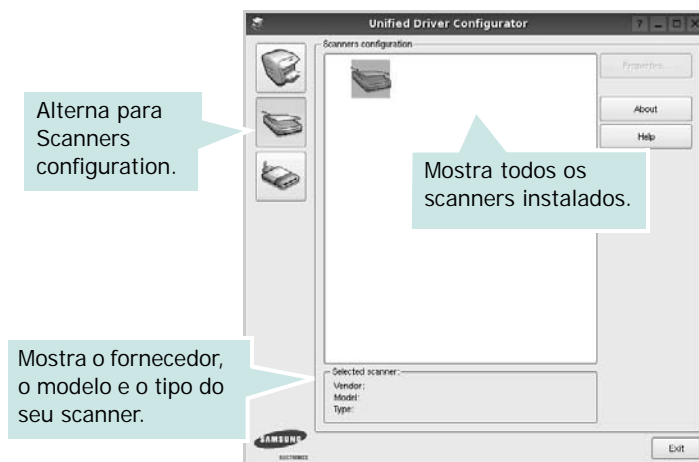 Unified Driver Configurator
Scanners configuration
Properties...
About
Help
Alterna para
Scanners
configuration.
Mostra todos os
scanners instalados.
Mostra o fornecedor,
o modelo e o tipo do
seu scanner.
Selected scanner:
Vendor:
Model:
Type:
SAMSUNG
ELECTRONICS
Exit